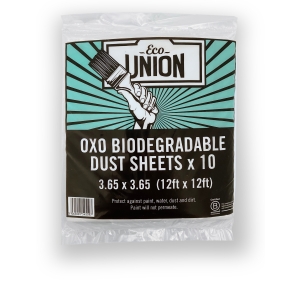 Eco
UNION
OXO BIODEGRADABLE
DUST SHEETS x 10
3.65 x 3.65 (12ft x 12ft)
Protect against paint, water, dust and dirt.
Paint will not permeate.